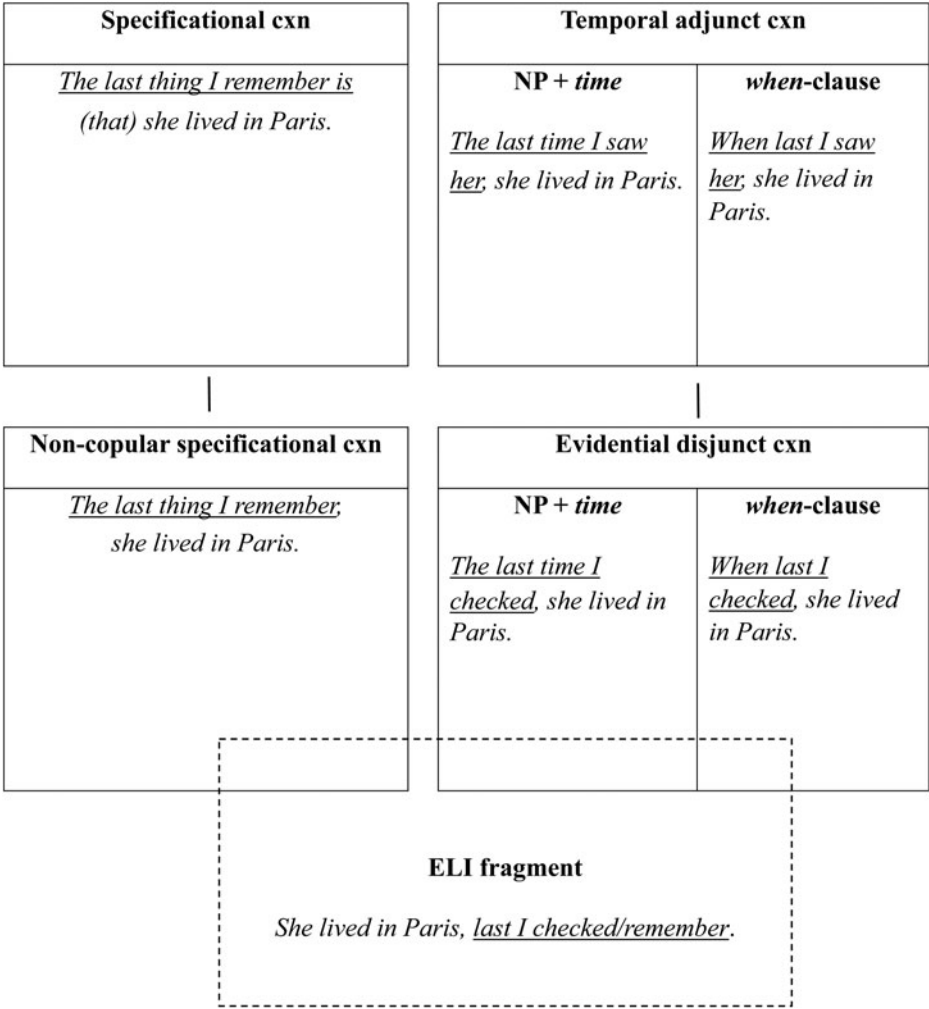 Specificational cxn
The last thing I remember is
(that) she lived in Paris.
Temporal adjunct cxn
NP + time
The last time I saw
her, she lived in Paris.
when-clause
When last I saw
her, she lived in
Paris.
Non-copular specificational cxn
The last thing I remember,
she lived in Paris.
Evidential disjunct cxn
NP + time
The last time I
checked, she lived in
Paris.
when-clause
When last I
checked, she lived
in Paris.
ELI fragment
She lived in Paris, last I checked/remember.